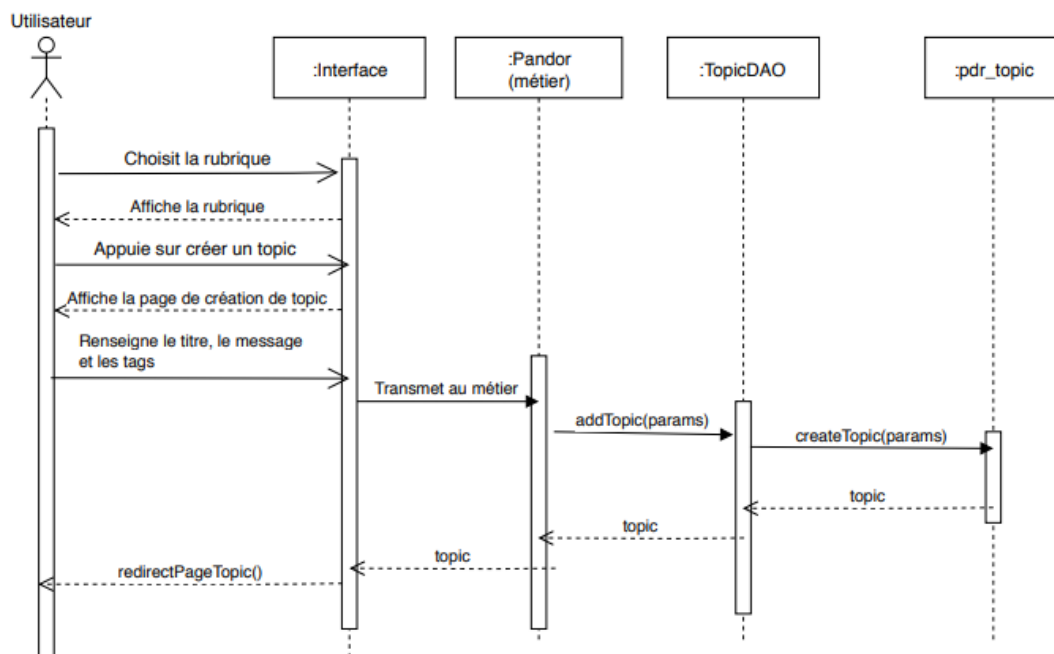 Utilisateur
:Interface
:Pandor
(métier)
:TopicDAO
:pdr_topic
Choisit la rubrique
Affiche la rubrique
Appuie sur créer un topic
Affiche la page de création de topic
Renseigne le titre, le message
et les tags
Transmet au métier
addTopic(params)
createTopic(params)
topic
topic
topic
redirectPageTopic()